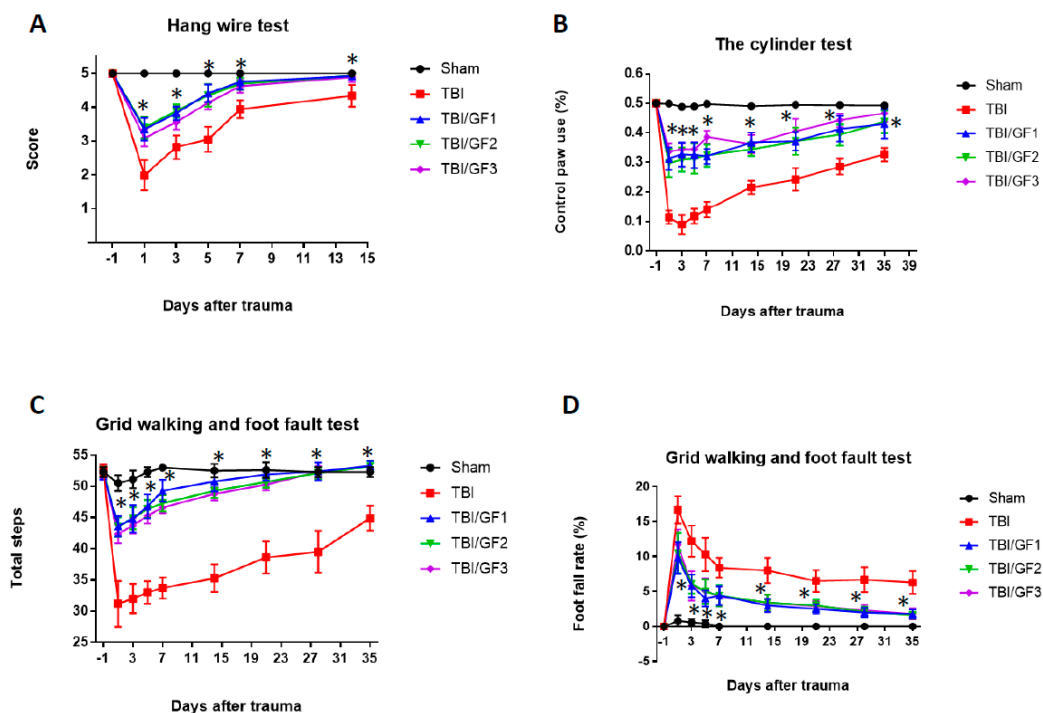 A
Hang wire test
Score
5
4
3
2
1
-1 1 3 5 7 9 11 13 15
Days after trauma
* * * * *
Sham
TBI
TBI/GF1
TBI/GF2
TBI/GF3
B
The cylinder test
Control paw use (%)
0.6
0.5
0.4
0.3
0.2
0.1
0.0
-1 3 7 11 15 19 23 27 31 35 39
Days after trauma
* * * * * * * *
Sham
TBI
TBI/GF1
TBI/GF2
TBI/GF3
C
Grid walking and foot fault test
Total steps
55
50
45
40
35
30
25
-1 3 7 11 15 19 23 27 31 35
Days after trauma
* * * * * * * *
Sham
TBI
TBI/GF1
TBI/GF2
TBI/GF3
D
Grid walking and foot fault test
Foot fall rate (%)
20
15
10
5
0
-5
-1 3 7 11 15 19 23 27 31 35
Days after trauma
* * * * * * * *
Sham
TBI
TBI/GF1
TBI/GF2
TBI/GF3